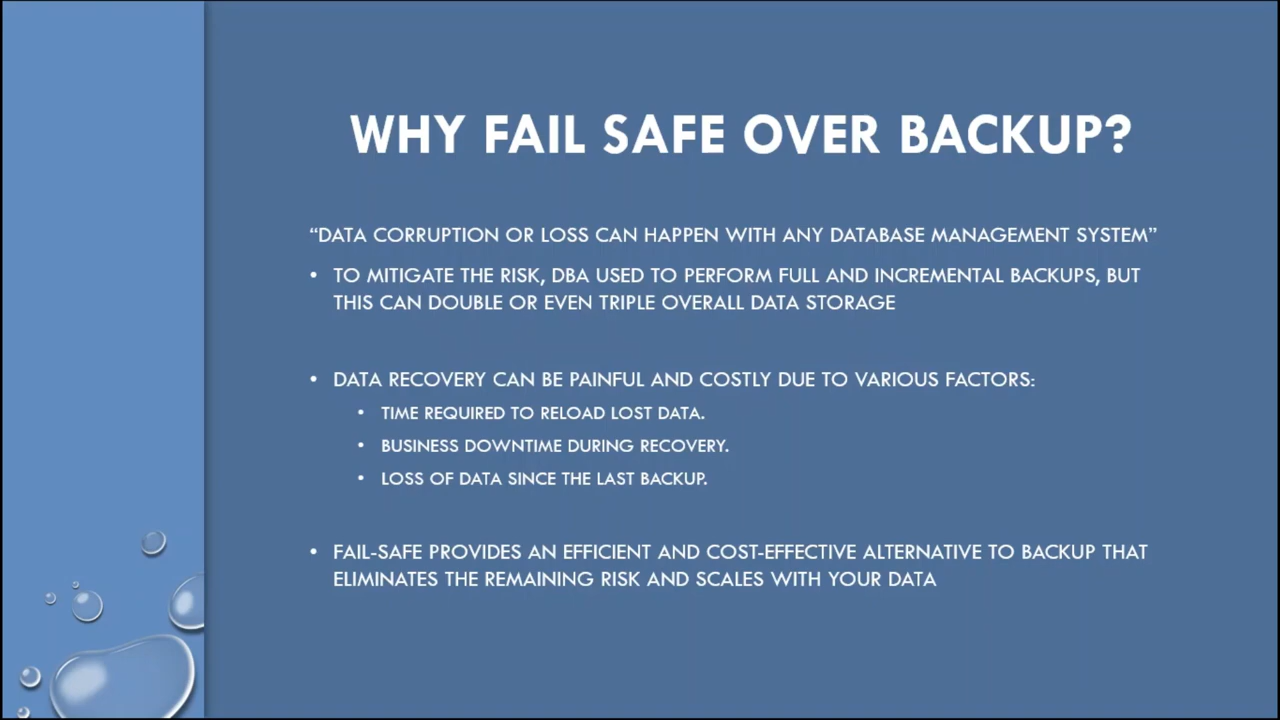 WHY FAIL SAFE OVER BACKUP?
“DATA CORRUPTION OR LOSS CAN HAPPEN WITH ANY DATABASE MANAGEMENT SYSTEM”
• TO MITIGATE THE RISK, DBA USED TO PERFORM FULL AND INCREMENTAL BACKUPS, BUT
THIS CAN DOUBLE OR EVEN TRIPLE OVERALL DATA STORAGE
• DATA RECOVERY CAN BE PAINFUL AND COSTLY DUE TO VARIOUS FACTORS:
• TIME REQUIRED TO RELOAD LOST DATA.
• BUSINESS DOWNTIME DURING RECOVERY.
• LOSS OF DATA SINCE THE LAST BACKUP.
• FAIL-SAFE PROVIDES AN EFFICIENT AND COST-EFFECTIVE ALTERNATIVE TO BACKUP THAT
ELIMINATES THE REMAINING RISK AND SCALES WITH YOUR DATA